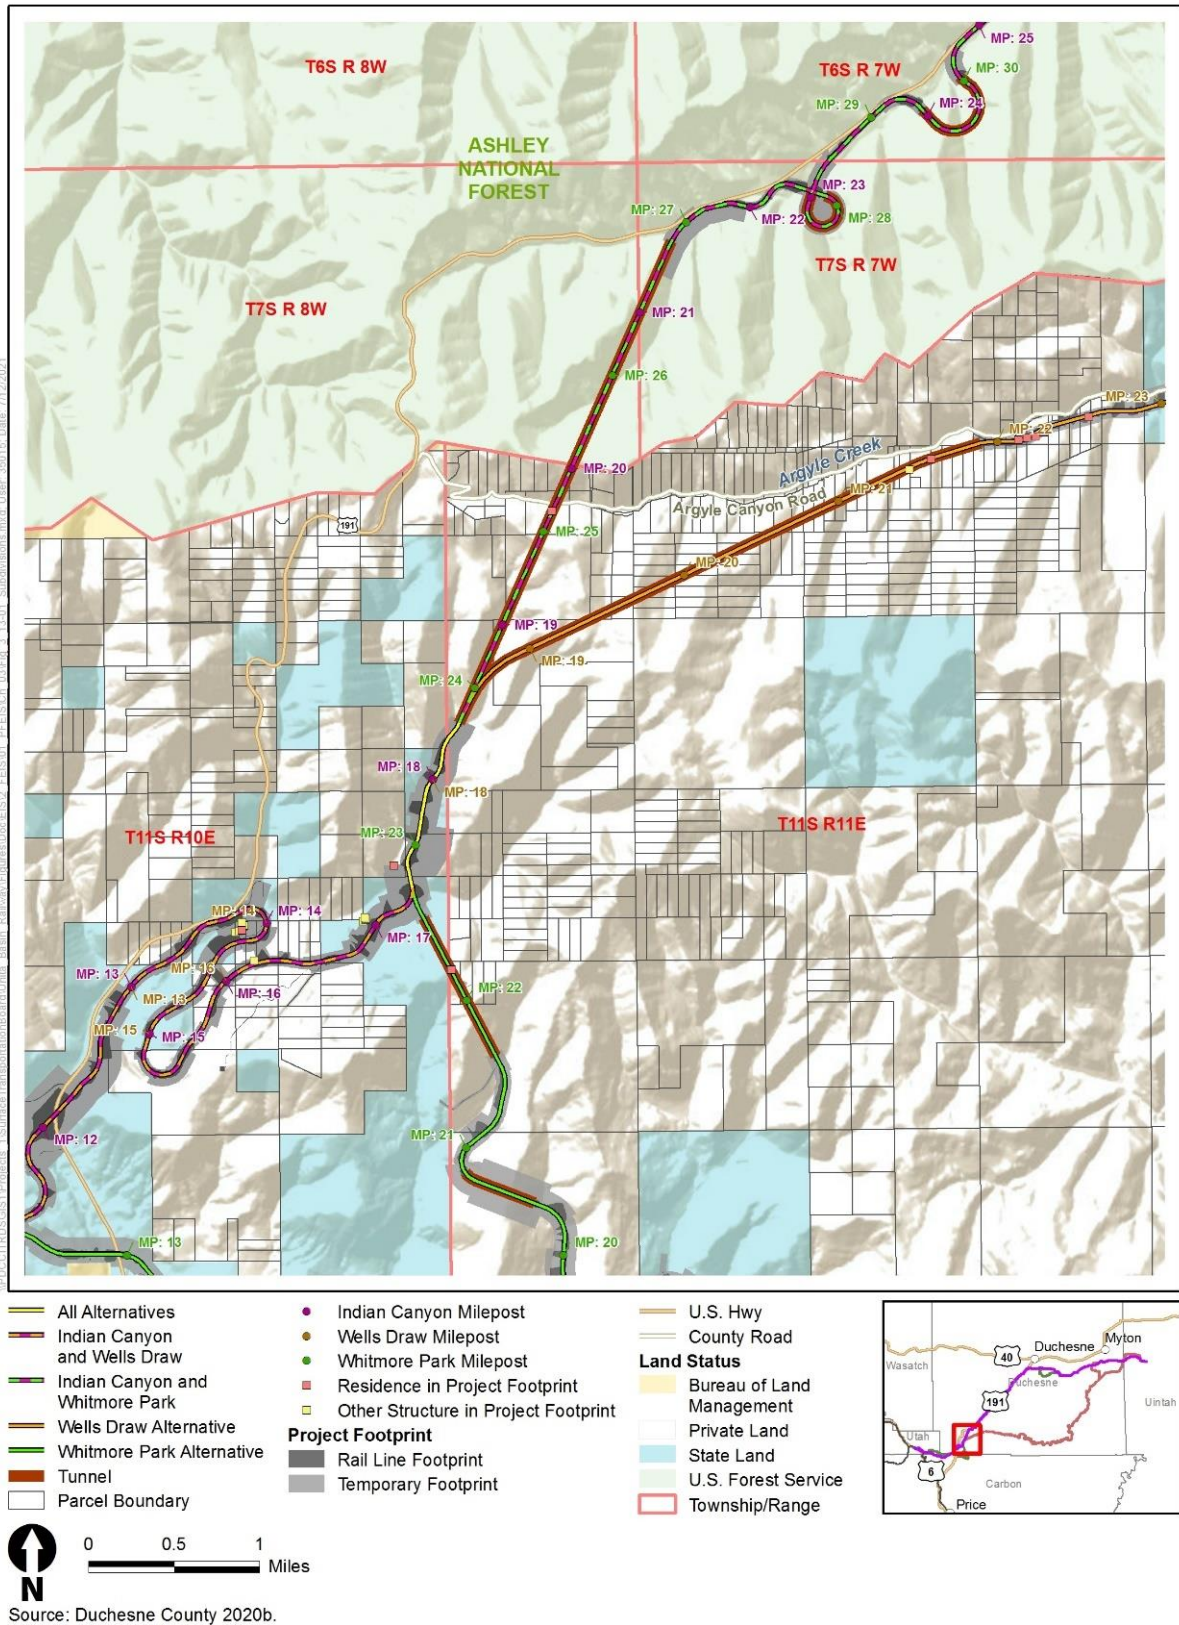 T6S R 8W
T6S R 7W
MP: 25
MP: 30
MP: 29
MP: 24
ASHLEY
NATIONAL
FOREST
MP: 23
MP: 27
MP: 22
MP: 28
T7S R 7W
T7S R 8W
MP: 21
MP: 26
MP: 23
MP: 22
MP: 20
Argyle Creek
MP: 21
Argyle Canyon Road
191
MP: 25
MP: 20
MP: 19
MP: 19
MP: 24
MP: 18
MP: 18
MP: 23
T11S R10E
T11S R11E
MP: 14
MP: 14
MP: 17
MP: 13
MP: 16
MP: 16
MP: 13
MP: 22
MP: 15
MP: 15
MP: 12
MP: 21
MP: 13
MP: 20
All Alternatives
Indian Canyon
and Wells Draw
Indian Canyon and
Whitmore Park
Wells Draw Alternative
Whitmore Park Alternative
Tunnel
Parcel Boundary
Indian Canyon Milepost
Wells Draw Milepost
Whitmore Park Milepost
Residence in Project Footprint
Other Structure in Project Footprint
Project Footprint
Rail Line Footprint
Temporary Footprint
U.S. Hwy
County Road
Land Status
Bureau of Land
Management
Private Land
State Land
U.S. Forest Service
Township/Range
Wasatch
40
Duchesne
Myton
Duchesne
191
Uintah
Utah
6
Carbon
Price
N
0 0.5 1
Miles
Source: Duchesne County 2020b.